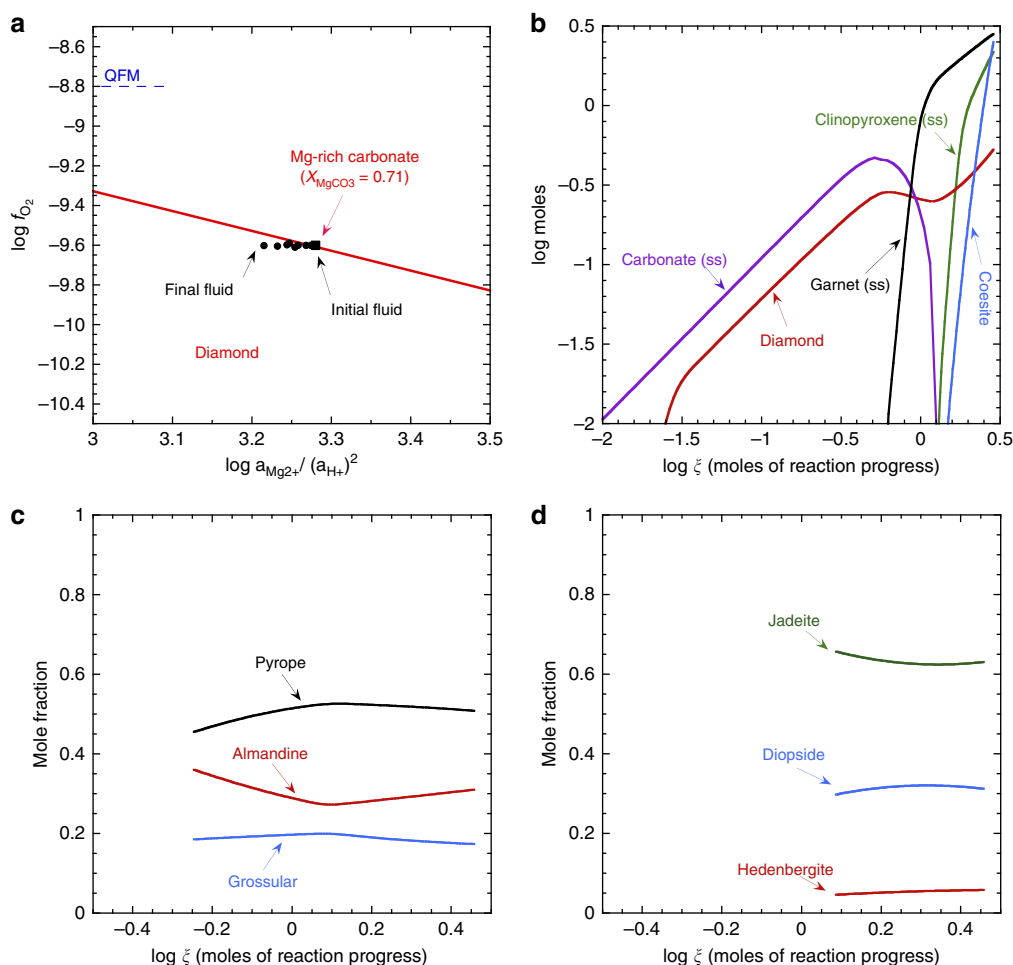 a
−8.6
−8.8
−9
−9.2
−9.4
−9.6
−9.8
−10
−10.2
−10.4
log fO2
QFM
Mg-rich carbonate
(XMgCO3 = 0.71)
Final fluid
Initial fluid
Diamond
3
3.1
3.2
3.3
3.4
3.5
log aMg2+/ (aH+)2
b
0.5
0
−0.5
−1
−1.5
−2
log moles
Clinopyroxene (ss)
Carbonate (ss)
Garnet (ss)
Coesite
Diamond
−2
−1.5
−1
−0.5
0
0.5
log ξ (moles of reaction progress)
c
1
0.8
0.6
0.4
0.2
0
Mole fraction
Pyrope
Almandine
Grossular
−0.4
−0.2
0
0.2
0.4
log ξ (moles of reaction progress)
d
1
0.8
0.6
0.4
0.2
0
Mole fraction
Jadeite
Diopside
Hedenbergite
−0.4
−0.2
0
0.2
0.4
log ξ (moles of reaction progress)